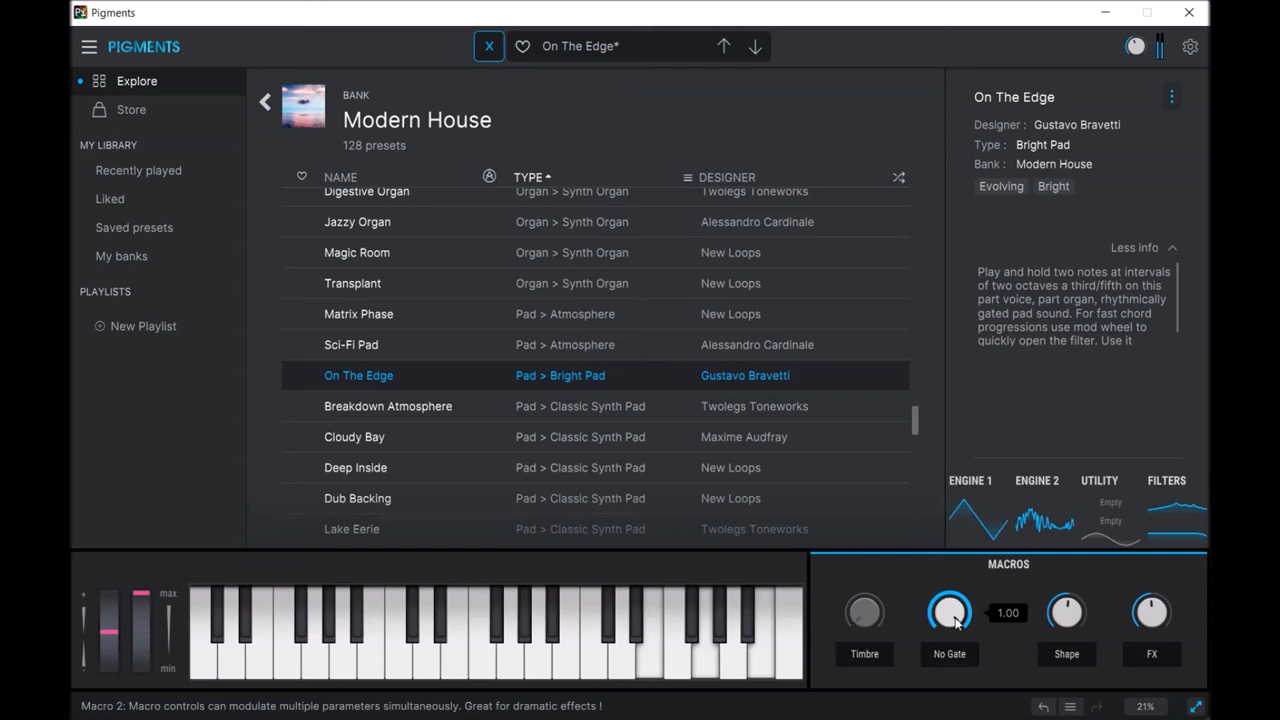 Pigments
PIGMENTS
X
On The Edge*
Explore
Store
MY LIBRARY
Recently played
Liked
Saved presets
My banks
PLAYLISTS
New Playlist
BANK
Modern House
128 presets
NAME TYPE DESIGNER
Digestive Organ Organ > Synth Organ Twolegs Toneworks
Jazzy Organ Organ > Synth Organ Alessandro Cardinale
Magic Room Organ > Synth Organ New Loops
Transplant Organ > Synth Organ New Loops
Matrix Phase Pad > Atmosphere New Loops
Sci-Fi Pad Pad > Atmosphere Alessandro Cardinale
On The Edge Pad > Bright Pad Gustavo Bravetti
Breakdown Atmosphere Pad > Classic Synth Pad Twolegs Toneworks
Cloudy Bay Pad > Classic Synth Pad Maxime Audfray
Deep Inside Pad > Classic Synth Pad New Loops
Dub Backing Pad > Classic Synth Pad New Loops
Lake Eerle Pad > Classic Synth Pad Twolegs Toneworks
On The Edge
Designer : Gustavo Bravetti
Type : Bright Pad
Bank : Modern House
Evolving Bright
Less info
Play and hold two notes at intervals
of two octaves a third/fifth on this
part voice, part organ, rhythmically
gated pad sound. For fast chord
progressions use mod wheel to
quickly open the filter. Use it
ENGINE 1 ENGINE 2 UTILITY FILTERS
Empty
Empty
+
-
max
min
MACROS
1.00
Timbre No Gate Shape FX
Macro 2: Macro controls can modulate multiple parameters simultaneously. Great for dramatic effects !
21%